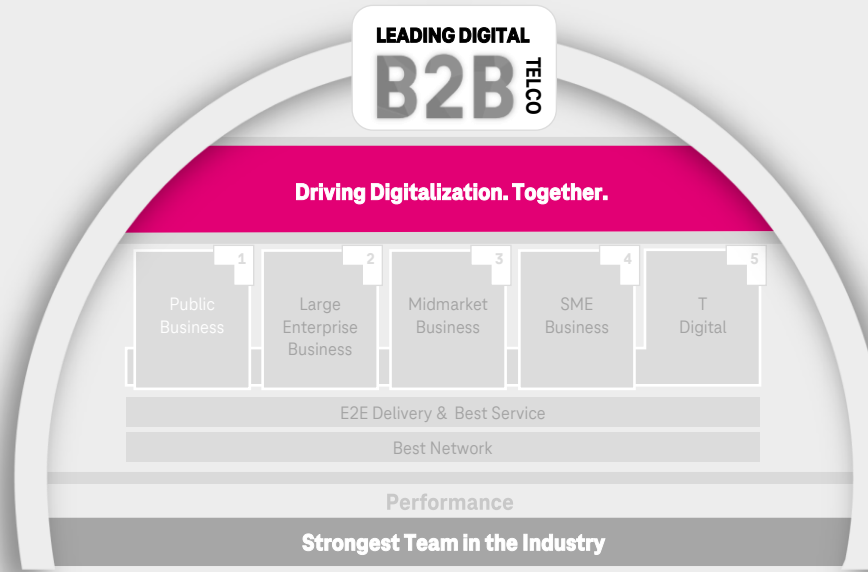 LEADING DIGITAL
B2B
TELCO
Driving Digitalization. Together.
1
Public
Business
2
Large
Enterprise
Business
3
Midmarket
Business
4
SME
Business
5
T
Digital
E2E Delivery & Best Service
Best Network
Performance
Strongest Team in the Industry